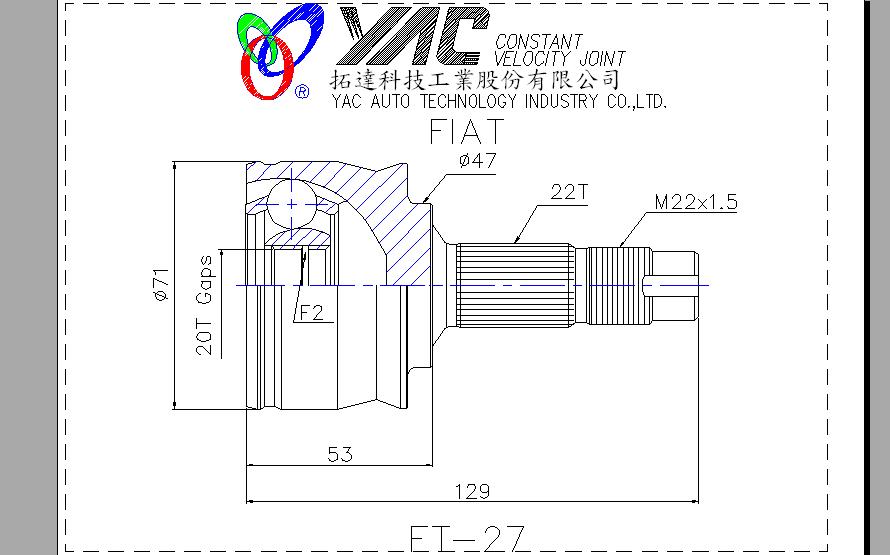 YAC CONSTANT
VELOCITY JOINT
®
拓達科技工業股份有限公司
YAC AUTO TECHNOLOGY INDUSTRY CO.,LTD.
FIAT
ø47
22T
M22x1.5
ø71
20T Gaps
F2
53
129
ET-27